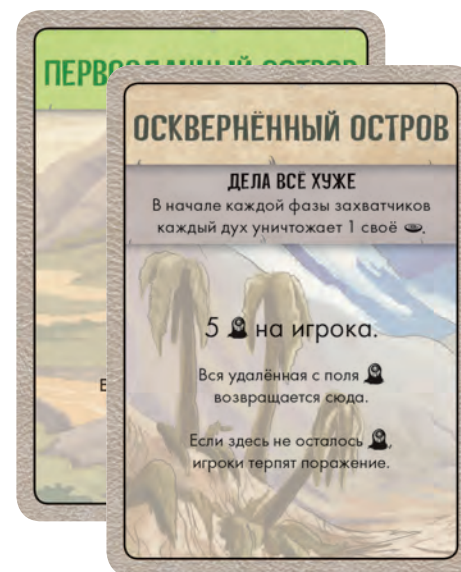 ОСКВЕРНЁННЫЙ ОСТРОВ
ДЕЛА ВСЁ ХУЖЕ
В начале каждой фазы захватчиков
каждый дух уничтожает 1 своё
5 на игрока.
Вся удалённая с поля
возвращается сюда.
Если здесь не осталось ,
игроки терпят поражение.